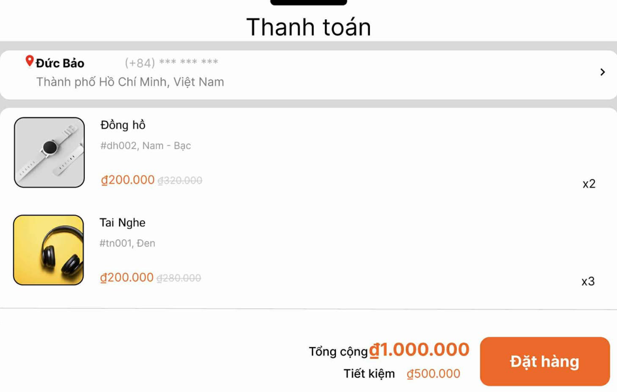 Thanh toán
Đức Bảo (+84) *** *** ***
Thành phố Hồ Chí Minh, Việt Nam
Đồng hồ
#dh002, Nam - Bạc
₫200.000 ₫320.000
x2
Tai Nghe
#tn001, Đen
₫200.000 ₫280.000
x3
Tổng cộng ₫1.000.000
Đặt hàng
Tiết kiệm ₫500.000